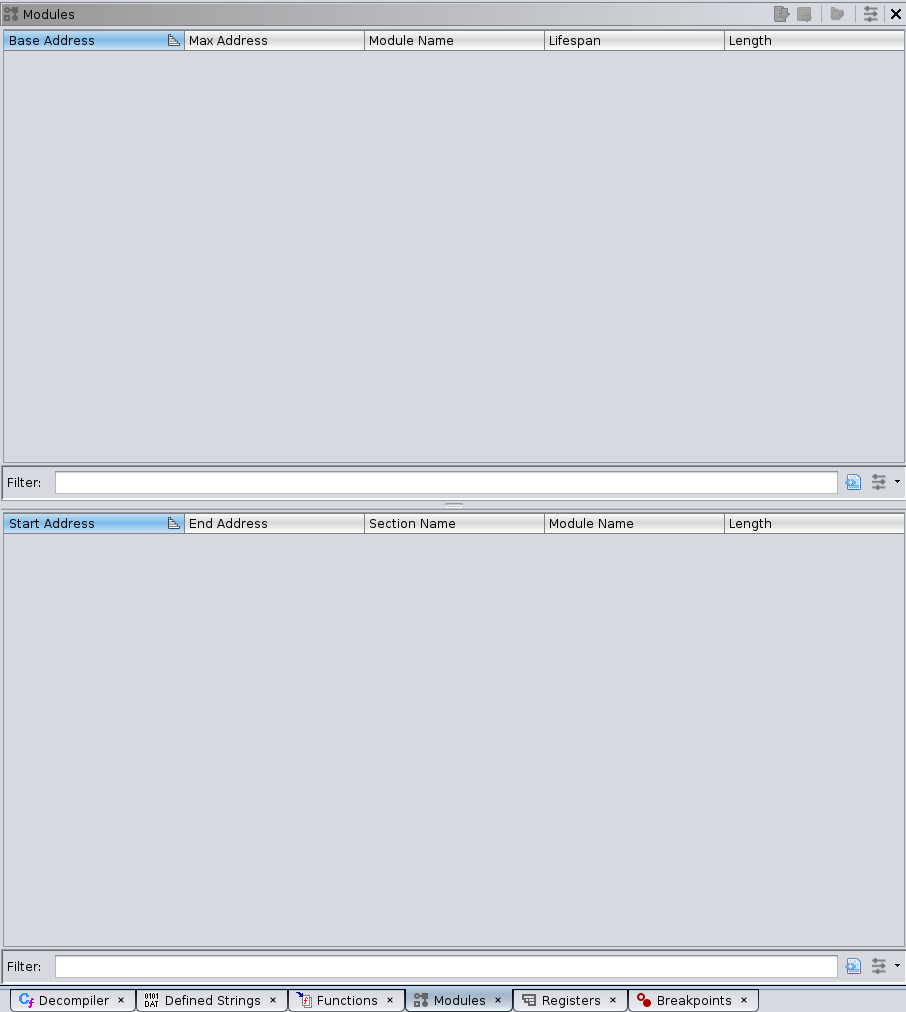 Modules
Base Address Max Address Module Name Lifespan Length
Filter:
Start Address End Address Section Name Module Name Length
Filter:
Cf Decompiler × 0101 DAT Defined Strings × f Functions × Modules × Registers × Breakpoints ×